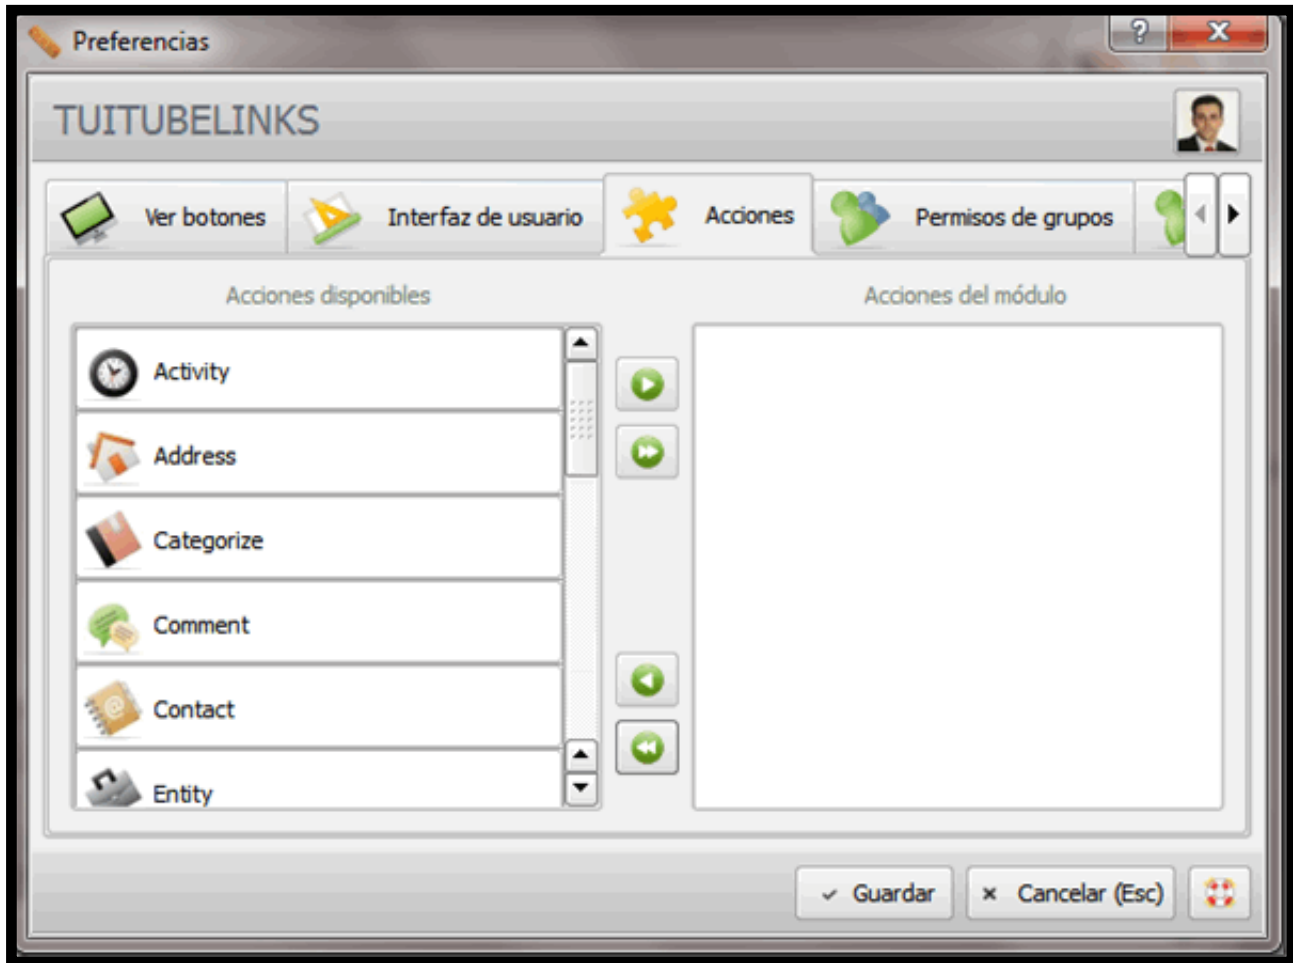 Preferencias
?
TUITUBELINKS
Ver botones
Interfaz de usuario
Acciones
Permisos de grupos
Acciones disponibles
Acciones del módulo
Activity
Address
Categorize
Comment
Contact
Entity
Guardar
Cancelar (Esc)